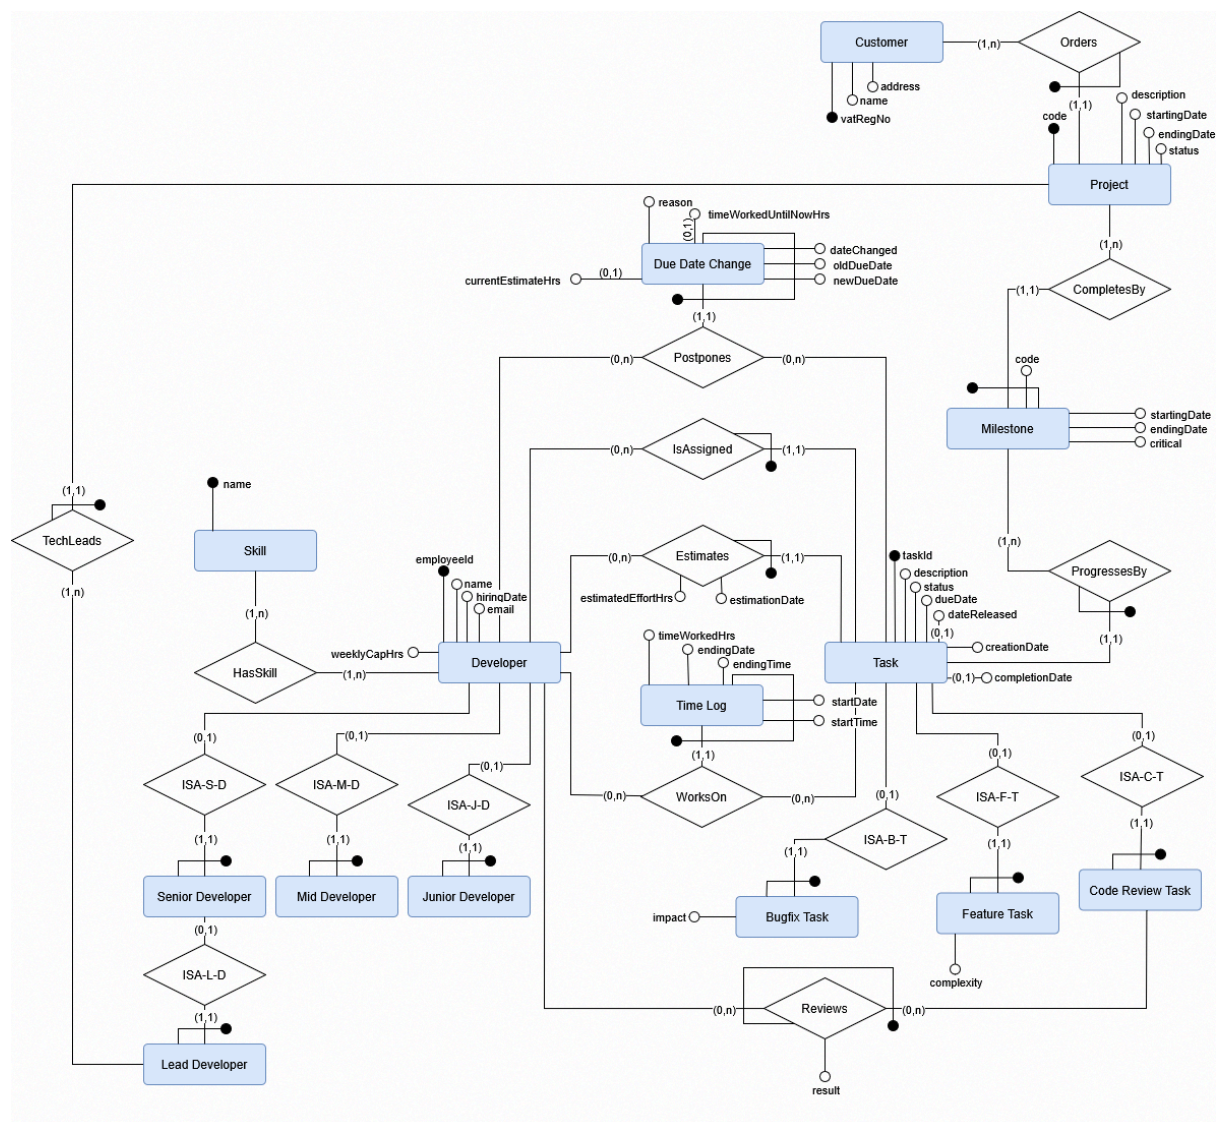 Customer
(1,n)
Orders
address
name
vatRegNo
(1,1)
description
startingDate
endingDate
status
code
Project
reason
timeWorkedUntilNowHrs
(0,1)
Due Date Change
dateChanged
oldDueDate
newDueDate
currentEstimateHrs
(0,1)
(1,1)
(1,n)
CompletesBy
(1,1)
(0,n)
Postpones
(0,n)
code
Milestone
startingDate
endingDate
critical
(0,n)
IsAssigned
(1,1)
name
(1,1)
TechLeads
(1,n)
Skill
(1,n)
HasSkill
(1,n)
(0,n)
Estimates
(1,1)
estimatedEffortHrs
estimationDate
(1,n)
ProgressesBy
(1,1)
employeeId
name
hiringDate
email
weeklyCapHrs
Developer
taskId
description
status
dueDate
dateReleased
(0,1)
creationDate
Task
(0,1)
completionDate
timeWorkedHrs
endingDate
endingTime
Time Log
startDate
startTime
(1,1)
(0,n)
WorksOn
(0,n)
(0,1)
ISA-S-D
(1,1)
Senior Developer
(0,1)
ISA-M-D
(1,1)
Mid Developer
(0,1)
ISA-J-D
(1,1)
Junior Developer
(0,1)
ISA-L-D
(1,1)
Lead Developer
(0,1)
ISA-B-T
(1,1)
impact
Bugfix Task
(0,1)
ISA-F-T
(1,1)
Feature Task
complexity
(0,1)
ISA-C-T
(1,1)
Code Review Task
(0,n)
Reviews
(0,n)
result